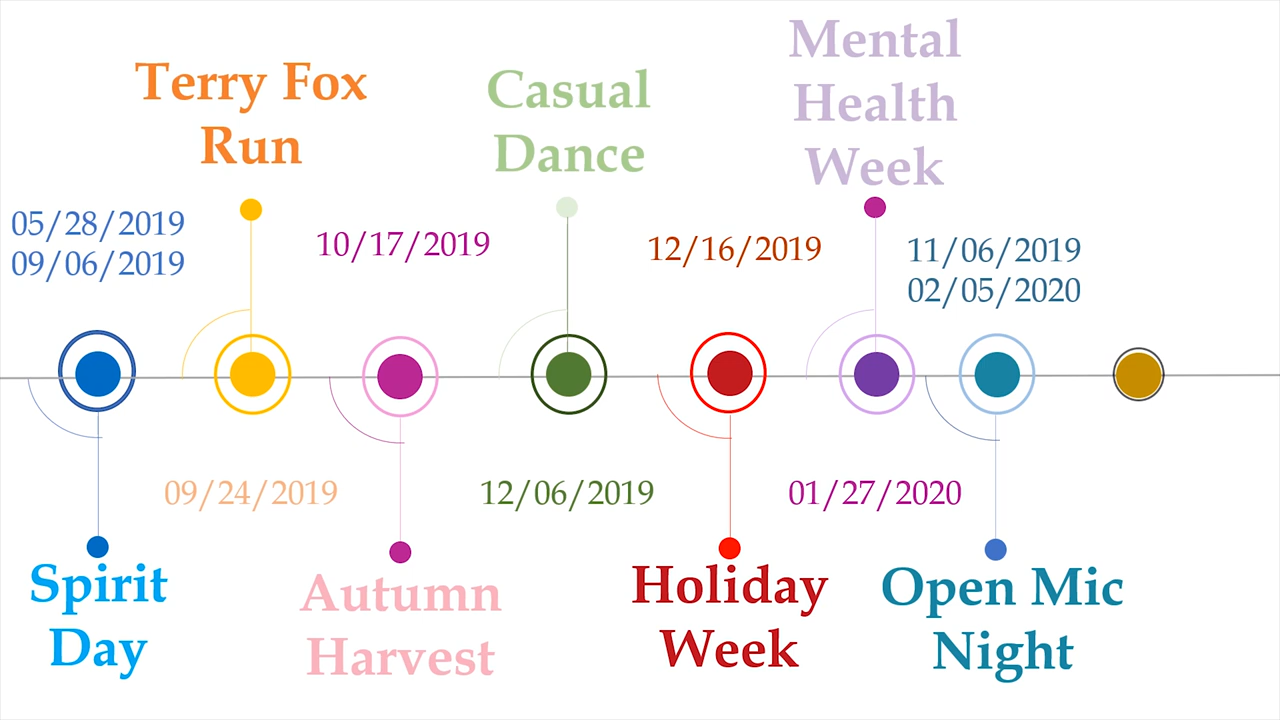 Terry Fox
Run
Casual
Dance
Mental
Health
Week
05/28/2019
09/06/2019
10/17/2019
12/16/2019
11/06/2019
02/05/2020
09/24/2019
12/06/2019
01/27/2020
Spirit
Day
Autumn
Harvest
Holiday
Week
Open Mic
Night